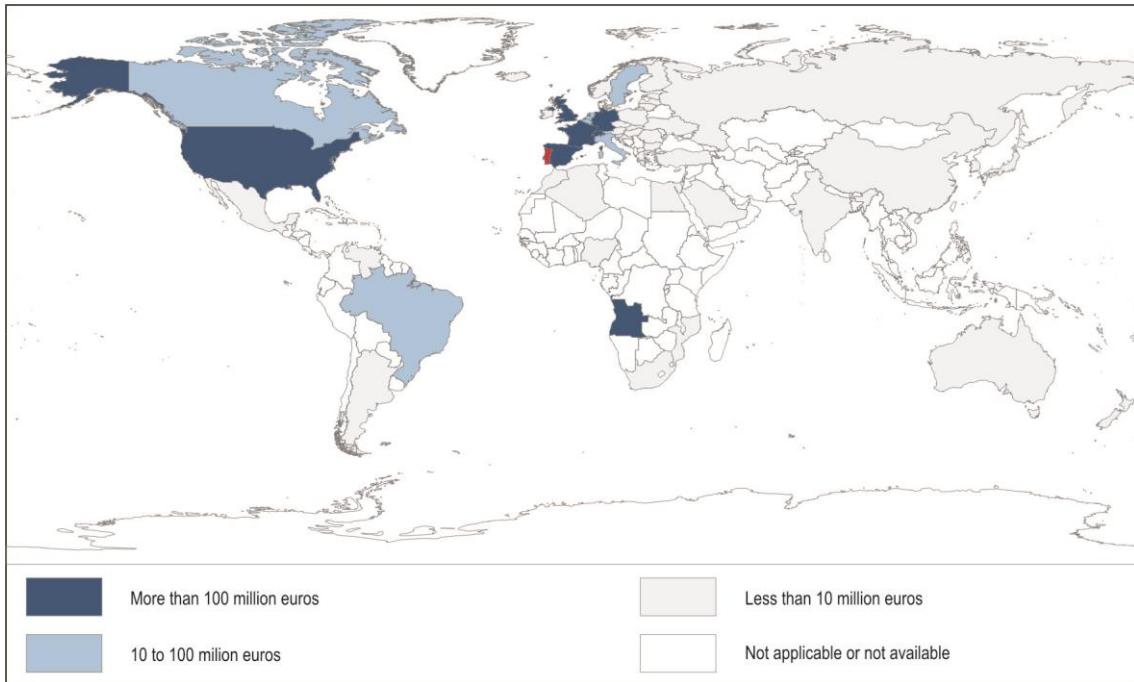 More than 100 million euros
Less than 10 million euros
10 to 100 milion euros
Not applicable or not available